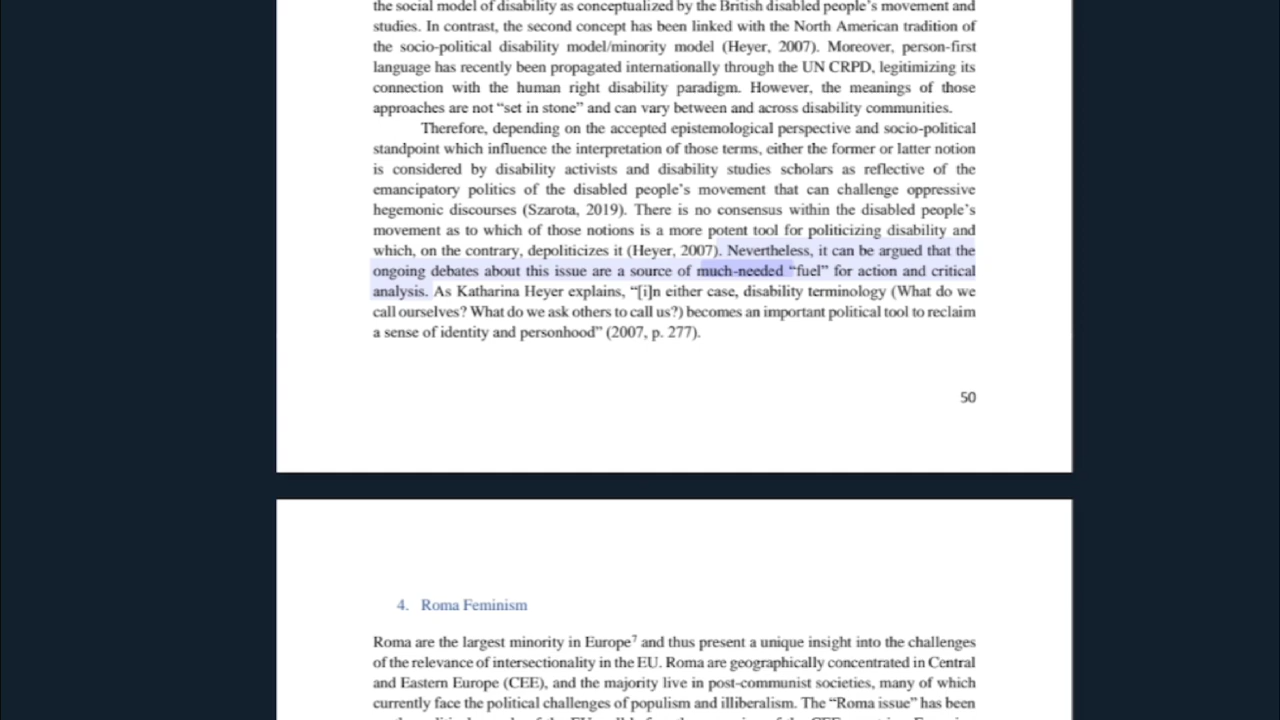 the social model of disability as conceptualized by the British disabled people's movement and
studies. In contrast, the second concept has been linked with the North American tradition of
the socio-political disability model/minority model (Heyer, 2007). Moreover, person-first
language has recently been propagated internationally through the UN CRPD, legitimizing its
connection with the human right disability paradigm. However, the meanings of those
approaches are not “set in stone” and can vary between and across disability communities.
Therefore, depending on the accepted epistemological perspective and socio-political
standpoint which influence the interpretation of those terms, either the former or latter notion
is considered by disability activists and disability studies scholars as reflective of the
emancipatory politics of the disabled people's movement that can challenge oppressive
hegemonic discourses (Szarota, 2019). There is no consensus within the disabled people's
movement as to which of those notions is a more potent tool for politicizing disability and
which, on the contrary, depoliticizes it (Heyer, 2007). Nevertheless, it can be argued that the
ongoing debates about this issue are a source of much-needed “fuel” for action and critical
analysis. As Katharina Heyer explains, “[i]n either case, disability terminology (What do we
call ourselves? What do we ask others to call us?) becomes an important political tool to reclaim
a sense of identity and personhood” (2007, p. 277).
50
4. Roma Feminism
Roma are the largest minority in Europe⁷ and thus present a unique insight into the challenges
of the relevance of intersectionality in the EU. Roma are geographically concentrated in Central
and Eastern Europe (CEE), and the majority live in post-communist societies, many of which
currently face the political challenges of populism and illiberalism. The “Roma issue” has been